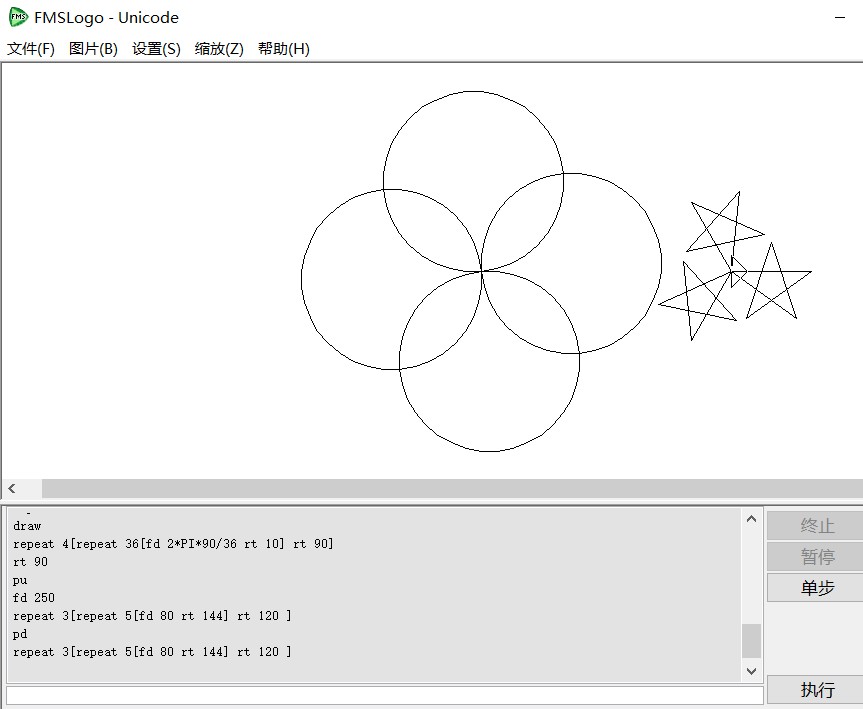 FMSLogo - Unicode
文件(F) 图片(B) 设置(S) 缩放(Z) 帮助(H)
draw
repeat 4[repeat 36[fd 2*PI*90/36 rt 10] rt 90]
rt 90
pu
fd 250
repeat 3[repeat 5[fd 80 rt 144] rt 120 ]
pd
repeat 3[repeat 5[fd 80 rt 144] rt 120 ]
终止
暂停
单步
执行